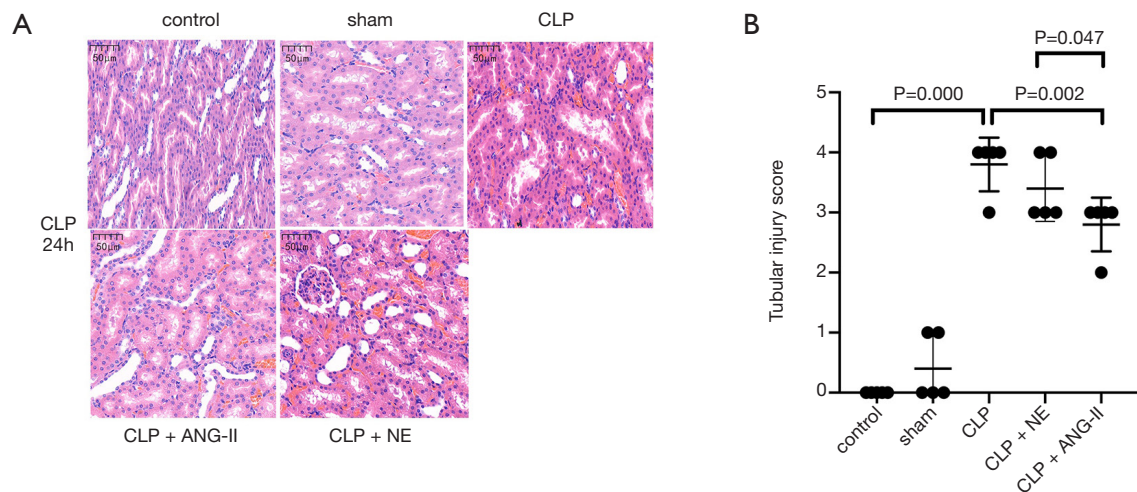 A
control
sham
CLP
50μm
50μm
50μm
CLP
24h
50μm
50μm
CLP + ANG-II
CLP + NE
B
P=0.047
P=0.000
P=0.002
Tubular injury score
5
4
3
2
1
0
control
sham
CLP
CLP + NE
CLP + ANG-II